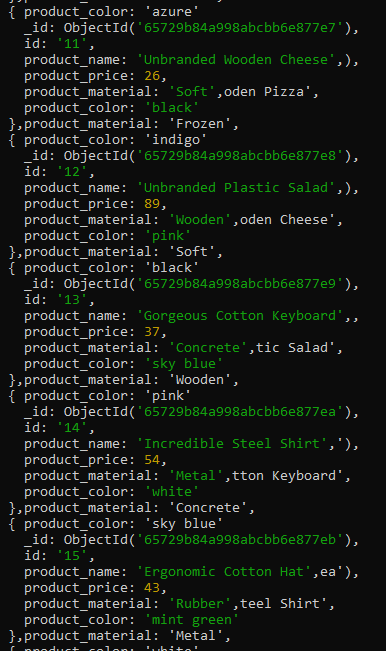 },product_name: 'Unbranded Wooden Cheese',
{ product_color: 'azure'
_id: ObjectId('65729b84a998abcbb6e877e7'),
id: '11',
product_name: 'Unbranded Wooden Cheese',),
product_price: 26,
product_material: 'Soft',oden Pizza',
product_color: 'black'
},product_material: 'Frozen',
{ product_color: 'indigo'
_id: ObjectId('65729b84a998abcbb6e877e8'),
id: '12',
product_name: 'Unbranded Plastic Salad',),
product_price: 89,
product_material: 'Wooden',oden Cheese',
product_color: 'pink'
},product_material: 'Soft',
{ product_color: 'black'
_id: ObjectId('65729b84a998abcbb6e877e9'),
id: '13',
product_name: 'Gorgeous Cotton Keyboard',,
product_price: 37,
product_material: 'Concrete',tic Salad',
product_color: 'sky blue'
},product_material: 'Wooden',
{ product_color: 'pink'
_id: ObjectId('65729b84a998abcbb6e877ea'),
id: '14',
product_name: 'Incredible Steel Shirt','),
product_price: 54,
product_material: 'Metal',tton Keyboard',
product_color: 'white'
},product_material: 'Concrete',
{ product_color: 'sky blue'
_id: ObjectId('65729b84a998abcbb6e877eb'),
id: '15',
product_name: 'Ergonomic Cotton Hat',ea'),
product_price: 43,
product_material: 'Rubber',teel Shirt',
product_color: 'mint green'
},product_material: 'Metal',